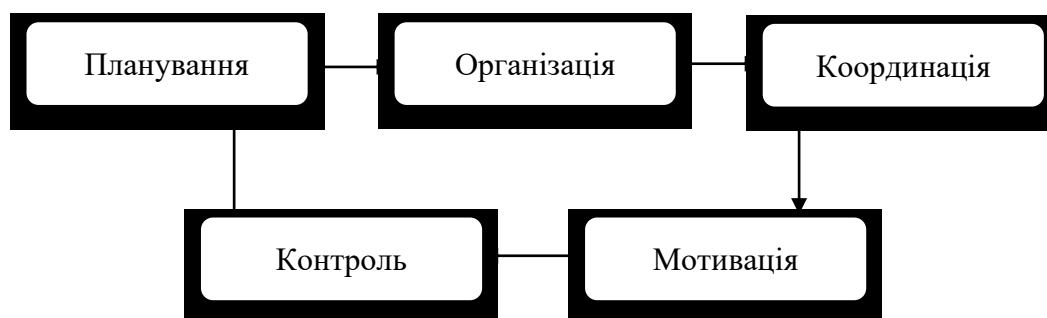 Планування
Організація
Координація
Контроль
Мотивація